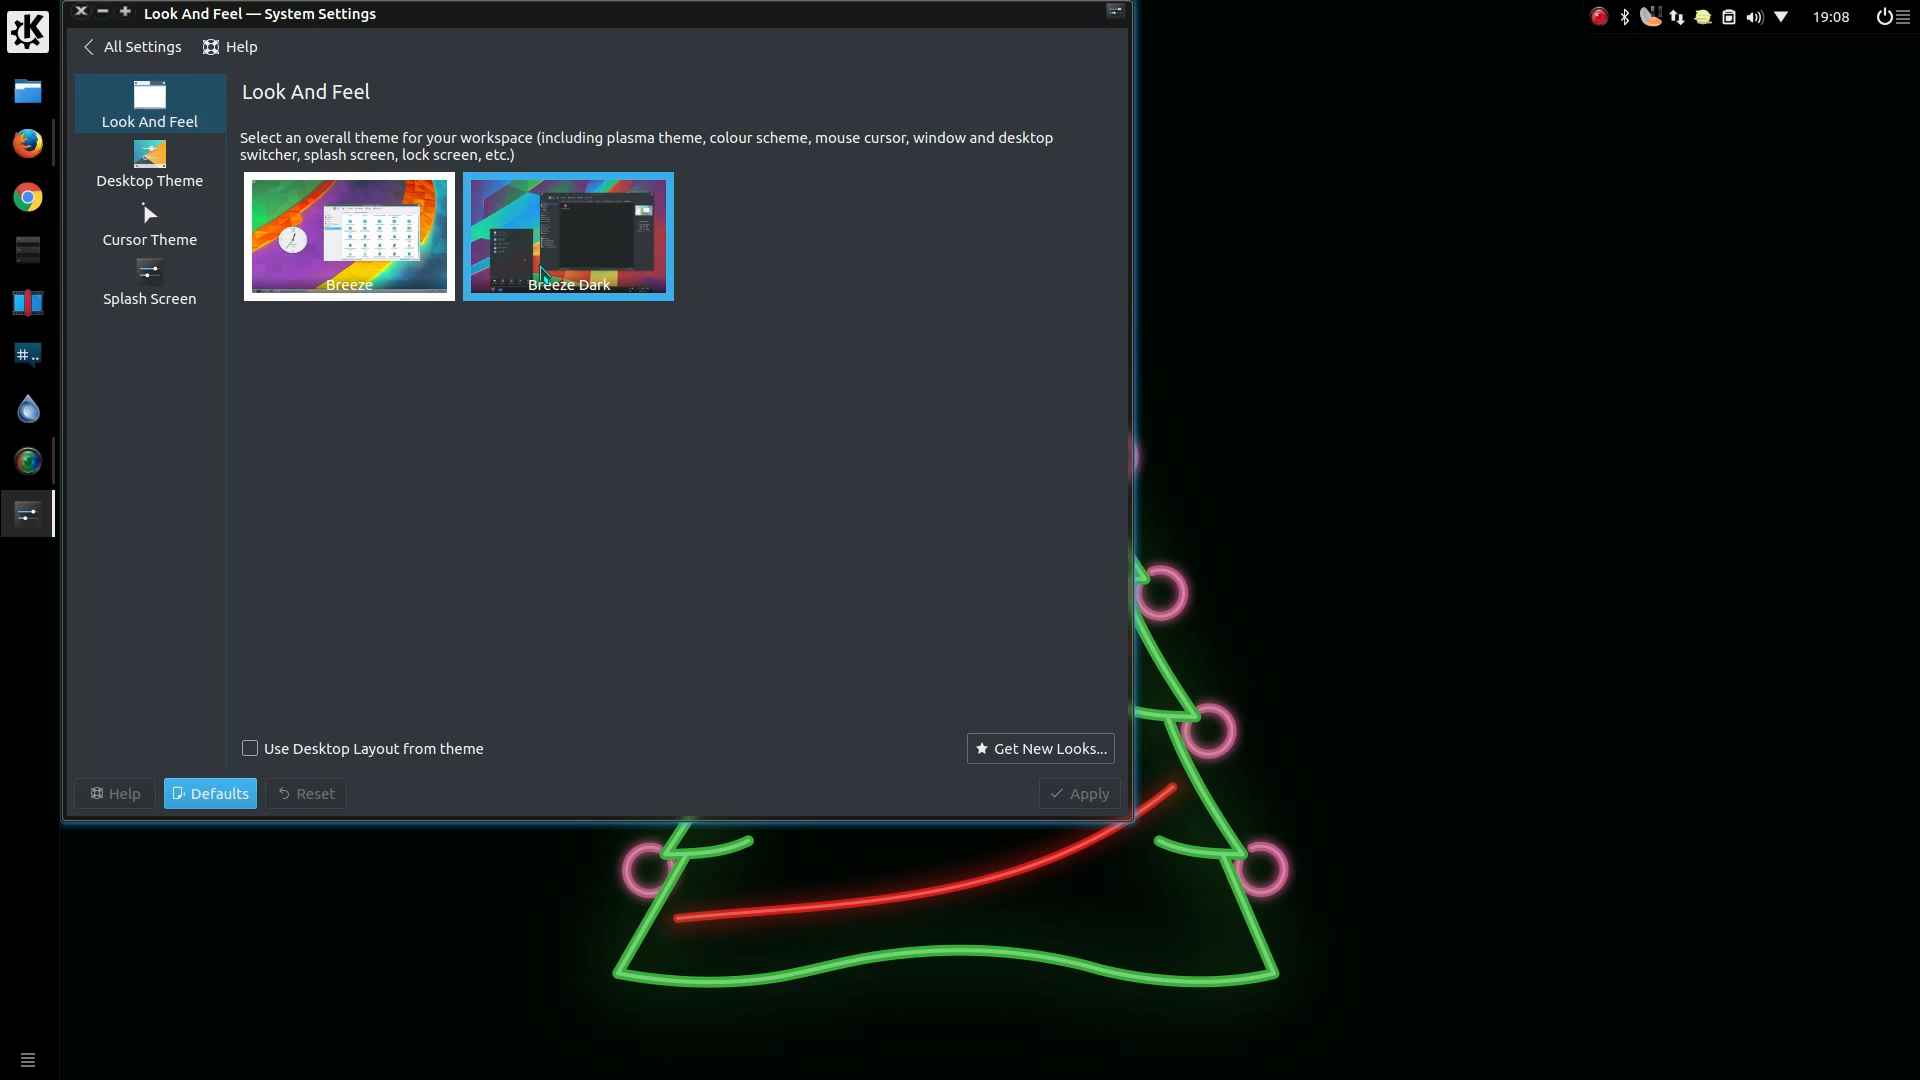 Look And Feel — System Settings
19:08
All Settings
Help
Look And Feel
Desktop Theme
Cursor Theme
Splash Screen
Look And Feel
Select an overall theme for your workspace (including plasma theme, colour scheme, mouse cursor, window and desktop
switcher, splash screen, lock screen, etc.)
Breeze
Breeze Dark
Use Desktop Layout from theme
Get New Looks...
Help
Defaults
Reset
Apply